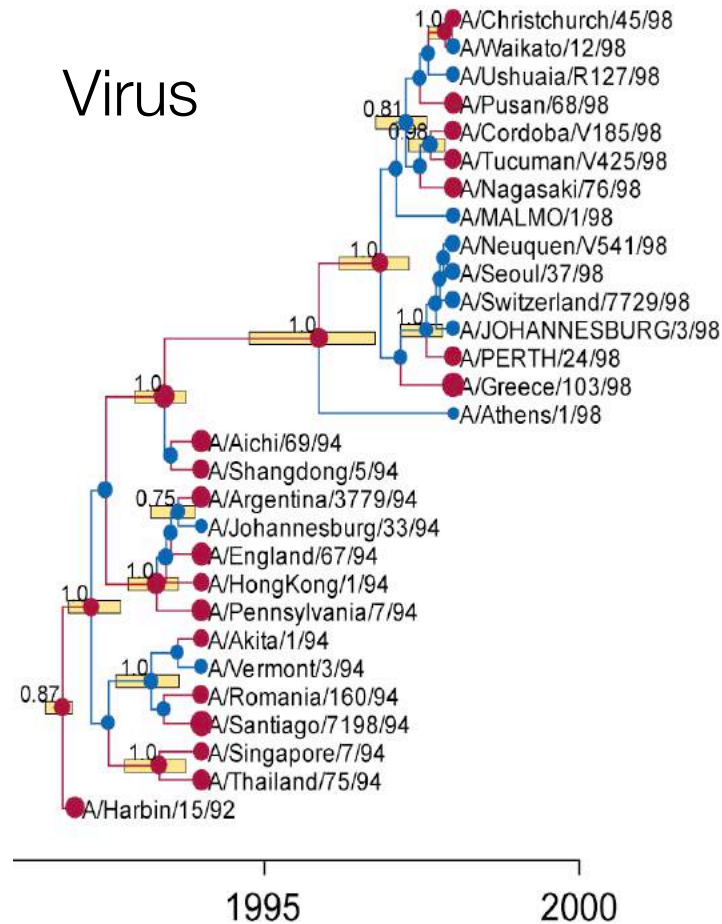 Virus
1.0
A/Christchurch/45/98
A/Waikato/12/98
A/Ushuaia/R127/98
A/Pusan/68/98
0.81
A/Cordoba/V185/98
0.98
A/Tucuman/V425/98
A/Nagasaki/76/98
A/MALMO/1/98
A/Neuquen/V541/98
1.0
A/Seoul/37/98
A/Switzerland/7729/98
1.0
A/JOHANNESBURG/3/98
1.0
A/PERTH/24/98
A/Greece/103/98
1.0
A/Athens/1/98
A/Aichi/69/94
A/Shangdong/5/94
0.75
A/Argentina/3779/94
A/Johannesburg/33/94
A/England/67/94
1.0
A/HongKong/1/94
A/Pennsylvania/7/94
1.0
A/Akita/1/94
1.0
A/Vermont/3/94
0.87
A/Romania/160/94
A/Santiago/7198/94
1.0
A/Singapore/7/94
A/Thailand/75/94
A/Harbin/15/92
1995
2000